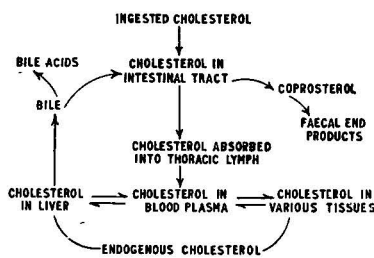 INGESTED CHOLESTEROL
BILE ACIDS
CHOLESTEROL IN
INTESTINAL TRACT
COPROSTEROL
BILE
FAECAL END
PRODUCTS
CHOLESTEROL ABSORBED
INTO THORACIC LYMPH
CHOLESTEROL
IN LIVER
CHOLESTEROL IN
BLOOD PLASMA
CHOLESTEROL IN
VARIOUS TISSUES
ENDOGENOUS CHOLESTEROL